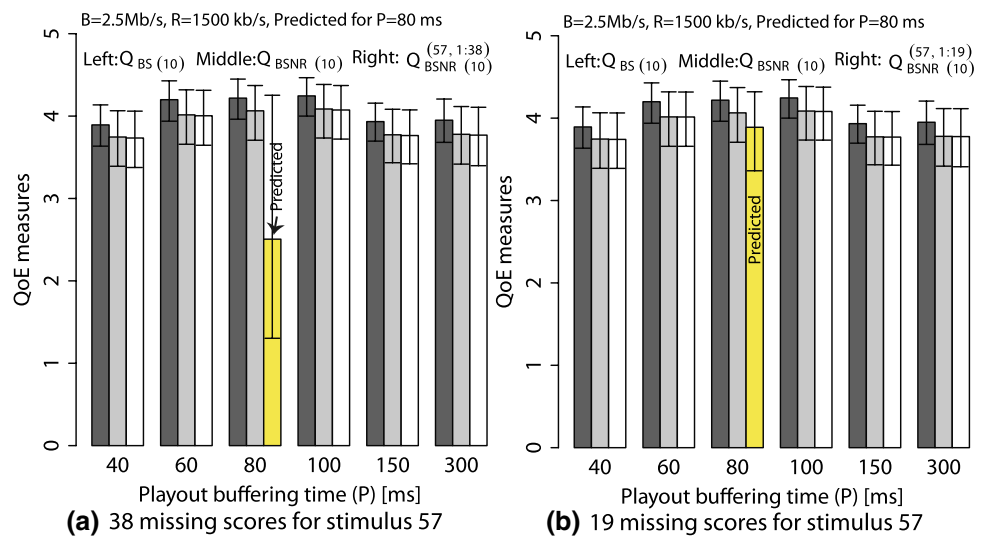 B=2.5Mb/s, R=1500 kb/s, Predicted for P=80 ms
Left:Q BS (10) Middle:Q BSNR (10) Right: Q (57, 1:38) BSNR (10)
QoE measures
5
4
3
2
1
0
Predicted
40 60 80 100 150 300
Playout buffering time (P) [ms]
(a) 38 missing scores for stimulus 57
B=2.5Mb/s, R=1500 kb/s, Predicted for P=80 ms
Left:Q BS (10) Middle:Q BSNR (10) Right: Q (57, 1:19) BSNR (10)
QoE measures
5
4
3
2
1
0
Predicted
40 60 80 100 150 300
Playout buffering time (P) [ms]
(b) 19 missing scores for stimulus 57